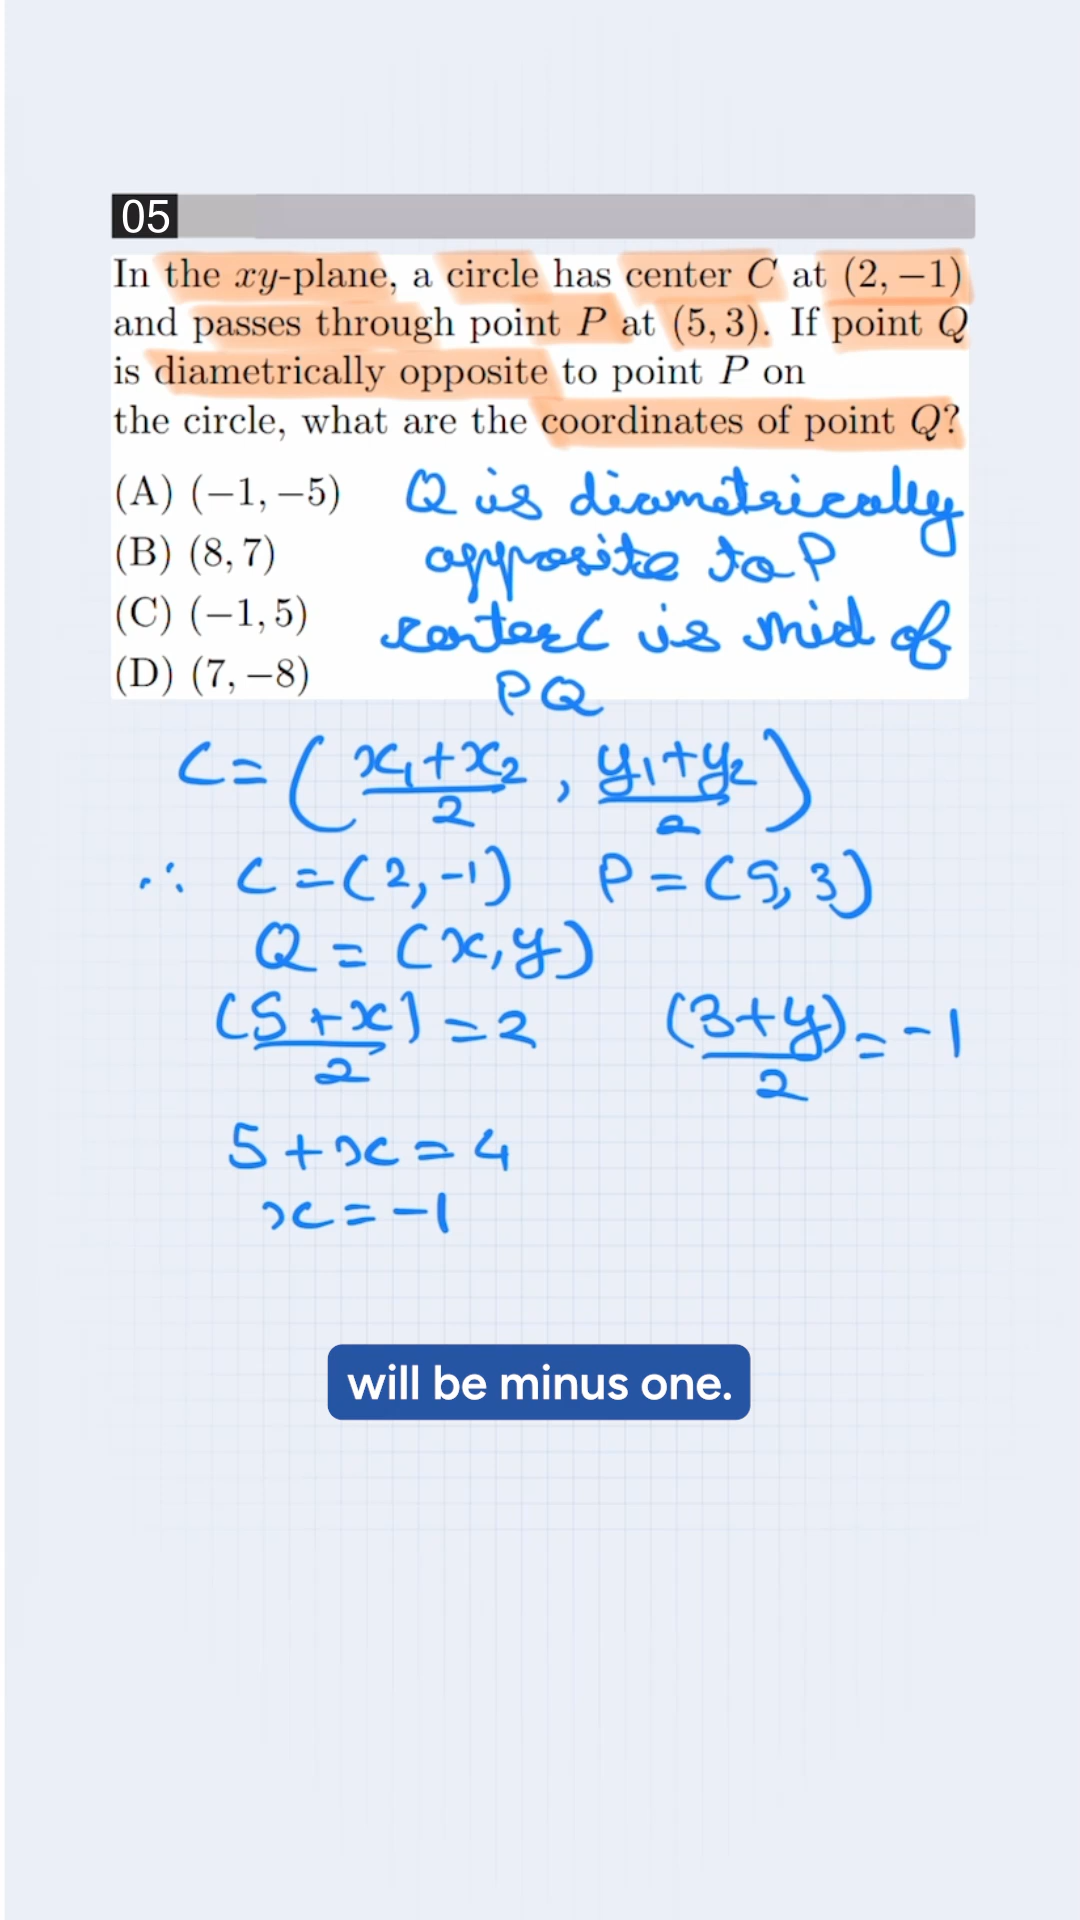 05
In the xy-plane, a circle has center C at (2, −1)
and passes through point P at (5, 3). If point Q
is diametrically opposite to point P on
the circle, what are the coordinates of point Q?
(A) (−1, −5)
(B) (8, 7)
(C) (−1, 5)
(D) (7, −8)
Q is diametrically
opposite to P
center C is mid of
PQ
C = ( x₁+x₂/2 , y₁+y₂/2 )
∴ C = (2, -1) P = (5, 3)
Q = (x, y)
(5 + x)/2 = 2 (3+y)/2 = -1
5 + x = 4
x = -1
will be minus one.